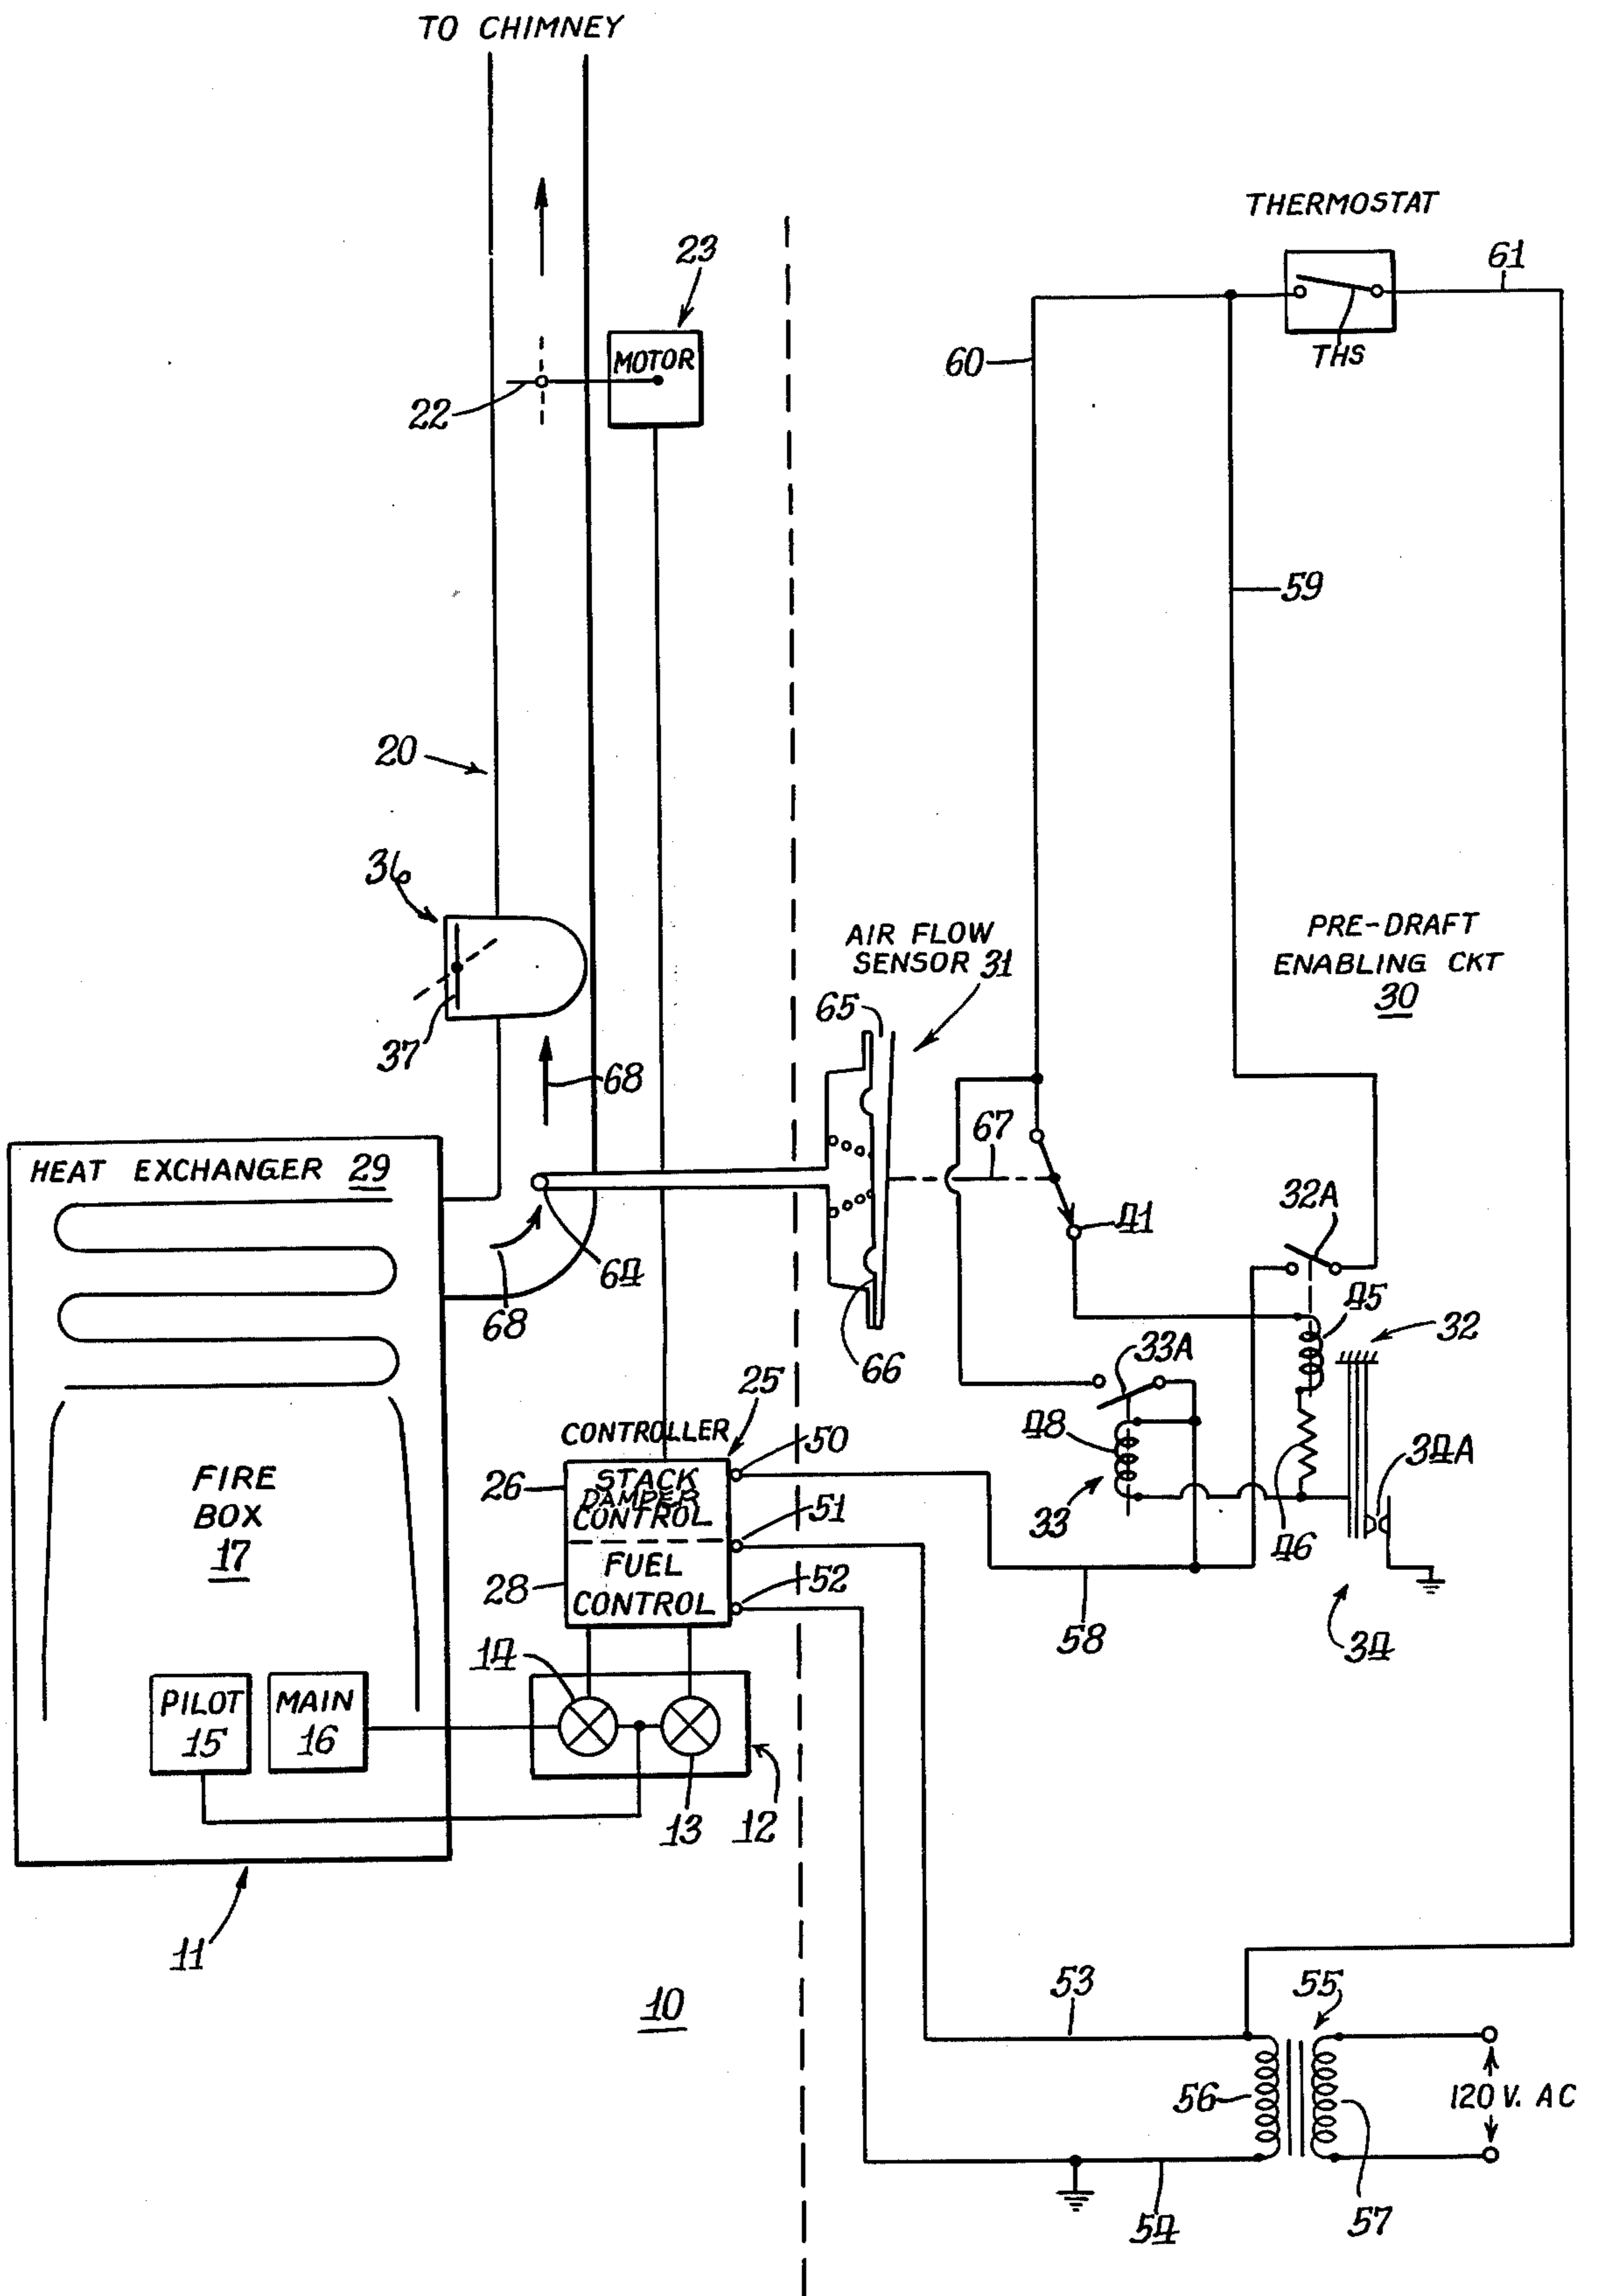 TO CHIMNEY
THERMOSTAT
23
61
MOTOR
THS
60
22
59
20
36
AIR FLOW
SENSOR 31
PRE-DRAFT
ENABLING CKT
30
65
37
68
67
HEAT EXCHANGER 29
32A
41
64
45
68
32
33A
66
25
CONTROLLER
50
48
34A
26
STACK
DAMPER
CONTROL
FIRE
BOX
17
51
33
46
FUEL
CONTROL
28
52
58
34
14
PILOT
15
MAIN
16
13
12
11
53
55
10
56
120 V. AC
54
57